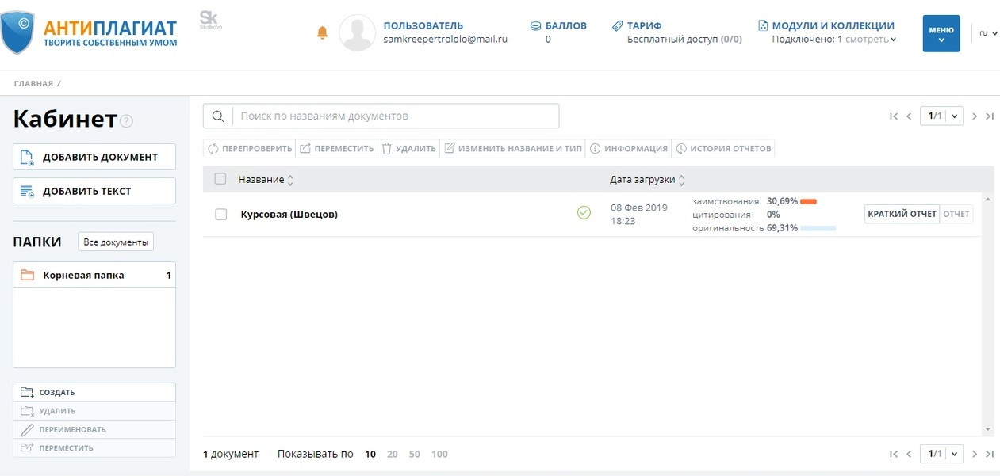 АНТИПЛАГИАТ
ТВОРИТЕ СОБСТВЕННЫМ УМОМ
Sk
Skolkovo
ПОЛЬЗОВАТЕЛЬ
samkreepertrololo@mail.ru
БАЛЛОВ
0
ТАРИФ
Бесплатный доступ (0/0)
МОДУЛИ И КОЛЛЕКЦИИ
Подключено: 1 смотреть
МЕНЮ
ru
ГЛАВНАЯ /
Кабинет ?
ДОБАВИТЬ ДОКУМЕНТ
ДОБАВИТЬ ТЕКСТ
ПАПКИ Все документы
Корневая папка 1
СОЗДАТЬ
УДАЛИТЬ
ПЕРЕИМЕНОВАТЬ
ПЕРЕМЕСТИТЬ
Поиск по названиям документов
1/1
ПЕРЕПРОВЕРИТЬ ПЕРЕМЕСТИТЬ УДАЛИТЬ ИЗМЕНИТЬ НАЗВАНИЕ И ТИП ИНФОРМАЦИЯ ИСТОРИЯ ОТЧЕТОВ
Название Дата загрузки
Курсовая (Швецов)
08 Фев 2019
18:23
заимствования 30,69%
цитирования 0%
оригинальность 69,31%
КРАТКИЙ ОТЧЕТ ОТЧЕТ
1 документ Показывать по 10 20 50 100
1/1